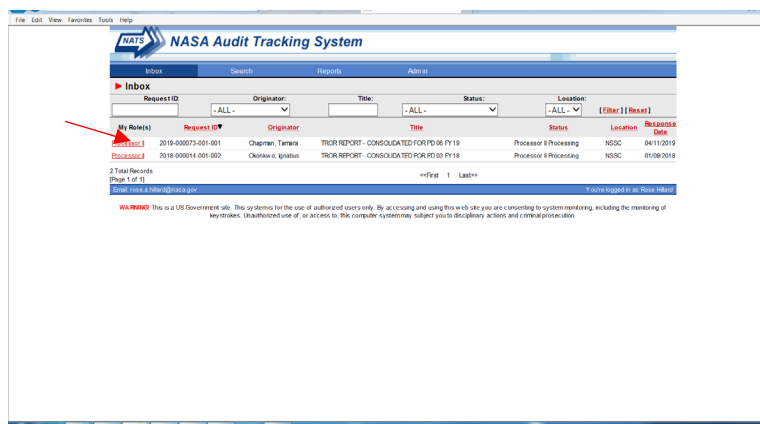 File Edit View Favorites Tools Help
NATS NASA Audit Tracking System
Inbox Search Reports Admin
Inbox
Request ID: Originator: Title: Status: Location:
- ALL - - ALL - - ALL - [ Filter ] [ Reset ]
My Role(s) Request ID Originator Title Status Location Response Date
Processor II 2019-000073-001-001 Chapman, Tamara TROR REPORT - CONSOLIDATED FOR PD 06 FY19 Processor II Processing NSSC 04/11/2019
Processor II 2018-000014-001-002 Okonkwo, Ignatius TROR REPORT - CONSOLIDATED FOR PD 03 FY18 Processor II Processing NSSC 01/09/2018
2 Total Records
[Page 1 of 1] <<First 1 Last>>
Email: rose.a.hillard@nasa.gov You're logged in as: Rose Hillard
WARNING! This is a US Government site. This system is for the use of authorized users only. By accessing and using this web site you are consenting to system monitoring, including the monitoring of
keystrokes. Unauthorized use of, or access to, this computer system may subject you to disciplinary actions and criminal prosecution.